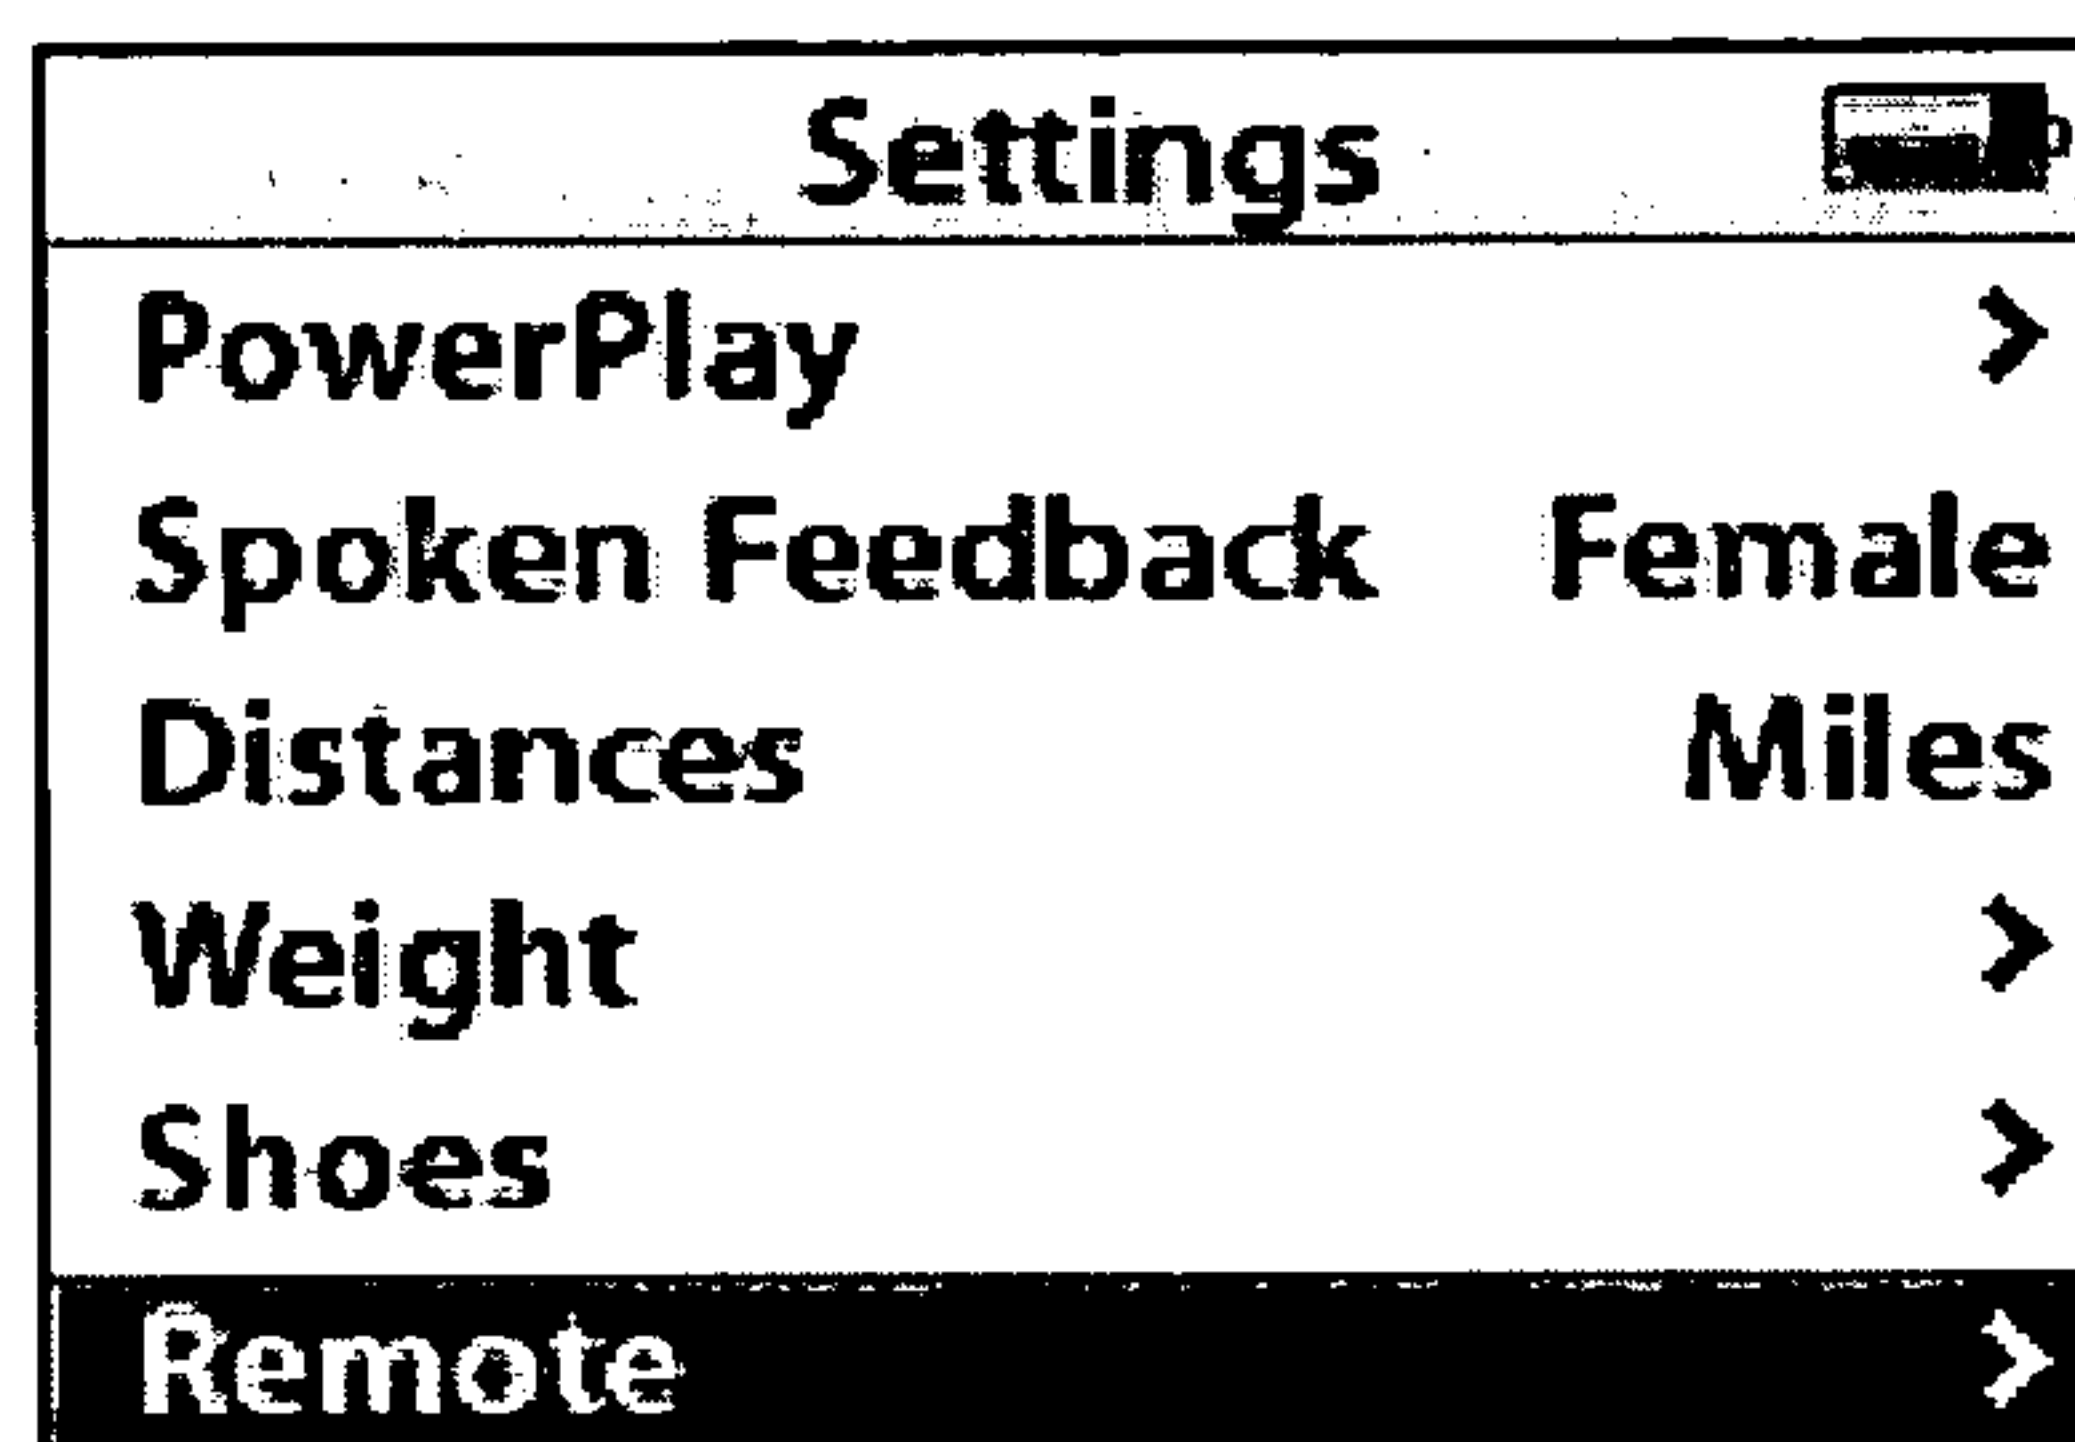 Settings
PowerPlay >
Spoken Feedback Female
Distances Miles
Weight >
Shoes >
Remote >